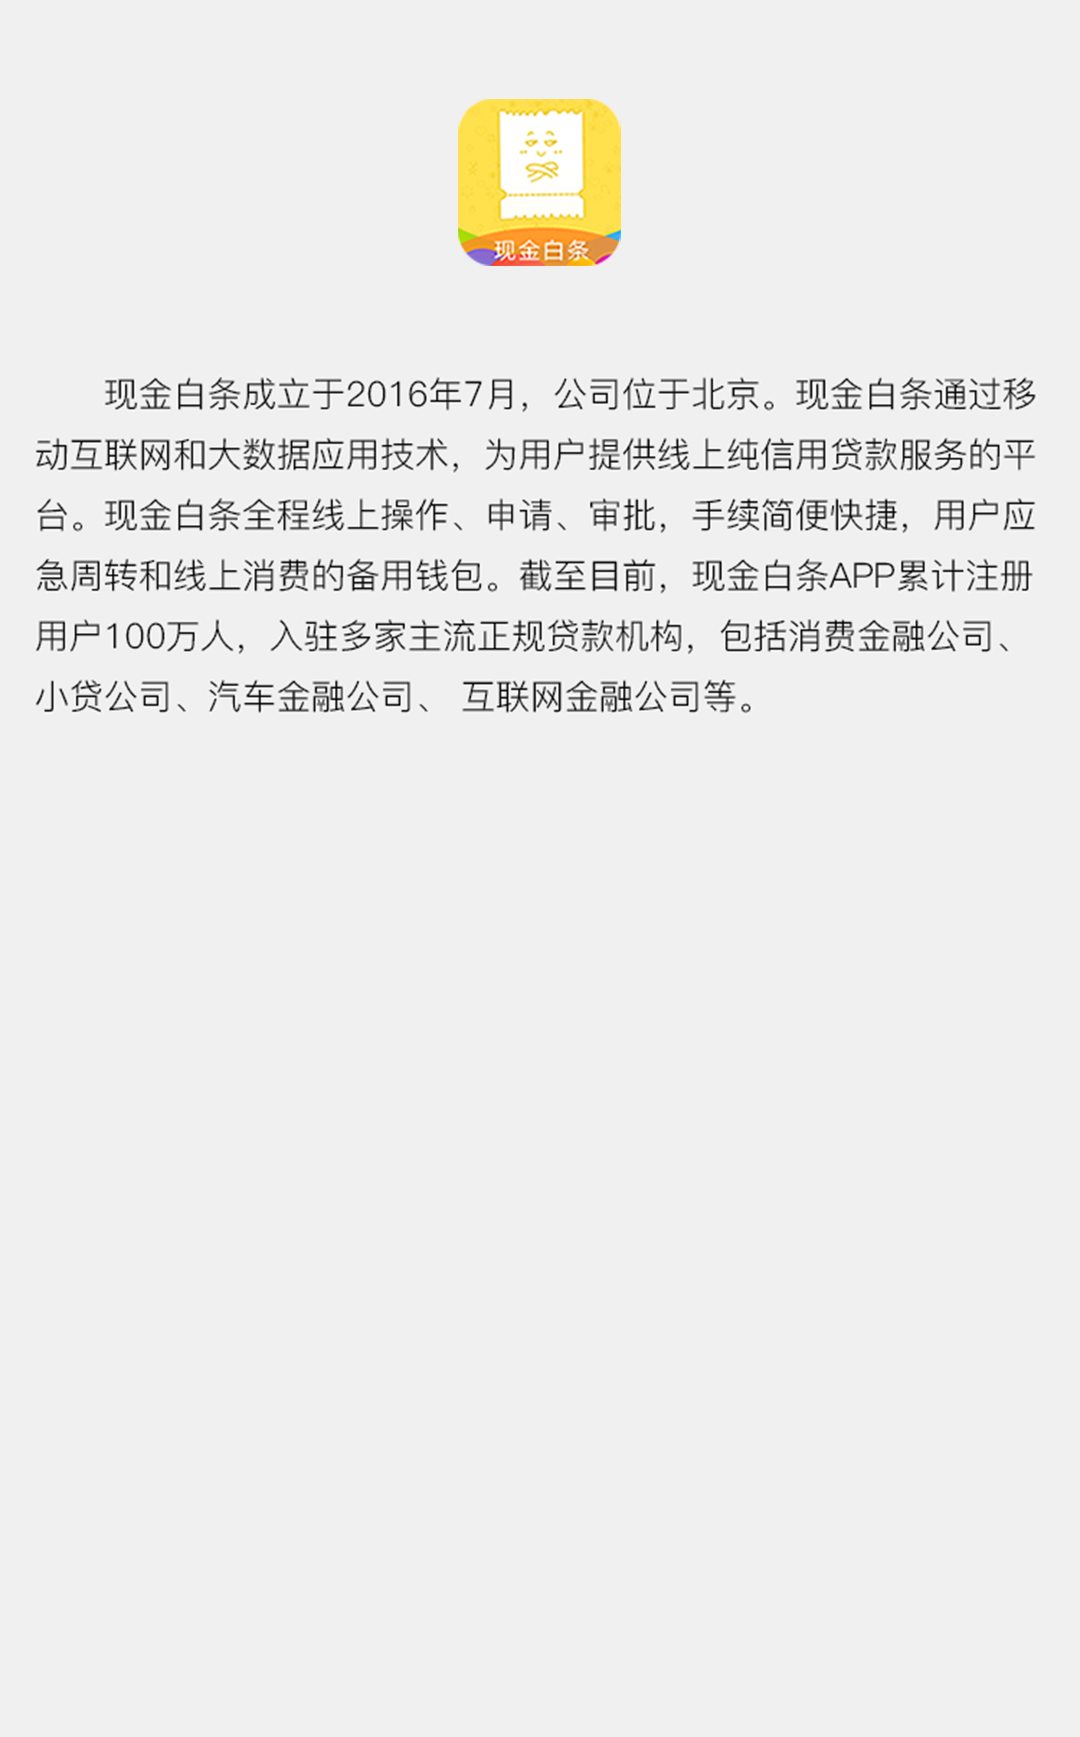 现金白条
现金白条成立于2016年7月，公司位于北京。现金白条通过移
动互联网和大数据应用技术，为用户提供线上纯信用贷款服务的平
台。现金白条全程线上操作、申请、审批，手续简便快捷，用户应
急周转和线上消费的备用钱包。截至目前，现金白条APP累计注册
用户100万人，入驻多家主流正规贷款机构，包括消费金融公司、
小贷公司、汽车金融公司、 互联网金融公司等。